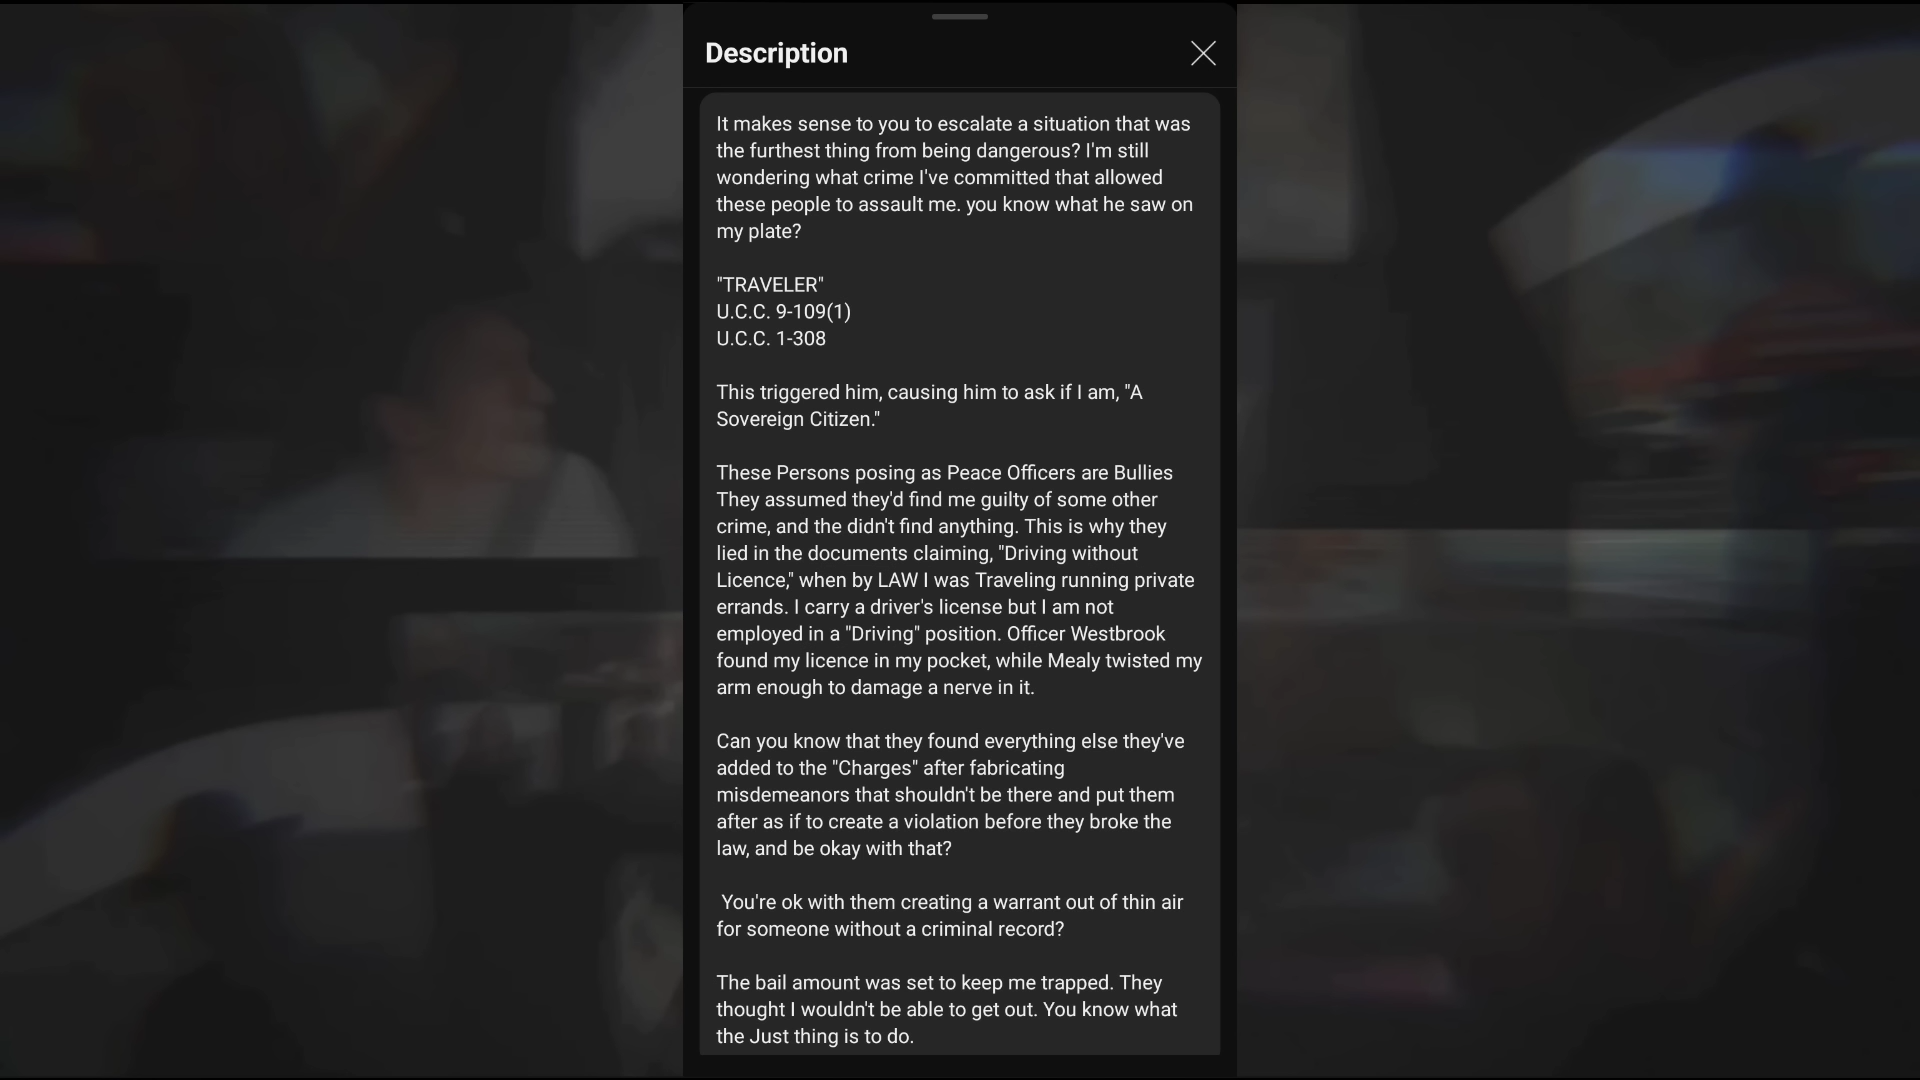 Description
It makes sense to you to escalate a situation that was
the furthest thing from being dangerous? I'm still
wondering what crime I've committed that allowed
these people to assault me. you know what he saw on
my plate?
"TRAVELER"
U.C.C. 9-109(1)
U.C.C. 1-308
This triggered him, causing him to ask if I am, "A
Sovereign Citizen."
These Persons posing as Peace Officers are Bullies
They assumed they'd find me guilty of some other
crime, and the didn't find anything. This is why they
lied in the documents claiming, "Driving without
Licence," when by LAW I was Traveling running private
errands. I carry a driver's license but I am not
employed in a "Driving" position. Officer Westbrook
found my licence in my pocket, while Mealy twisted my
arm enough to damage a nerve in it.
Can you know that they found everything else they've
added to the "Charges" after fabricating
misdemeanors that shouldn't be there and put them
after as if to create a violation before they broke the
law, and be okay with that?
You're ok with them creating a warrant out of thin air
for someone without a criminal record?
The bail amount was set to keep me trapped. They
thought I wouldn't be able to get out. You know what
the Just thing is to do.